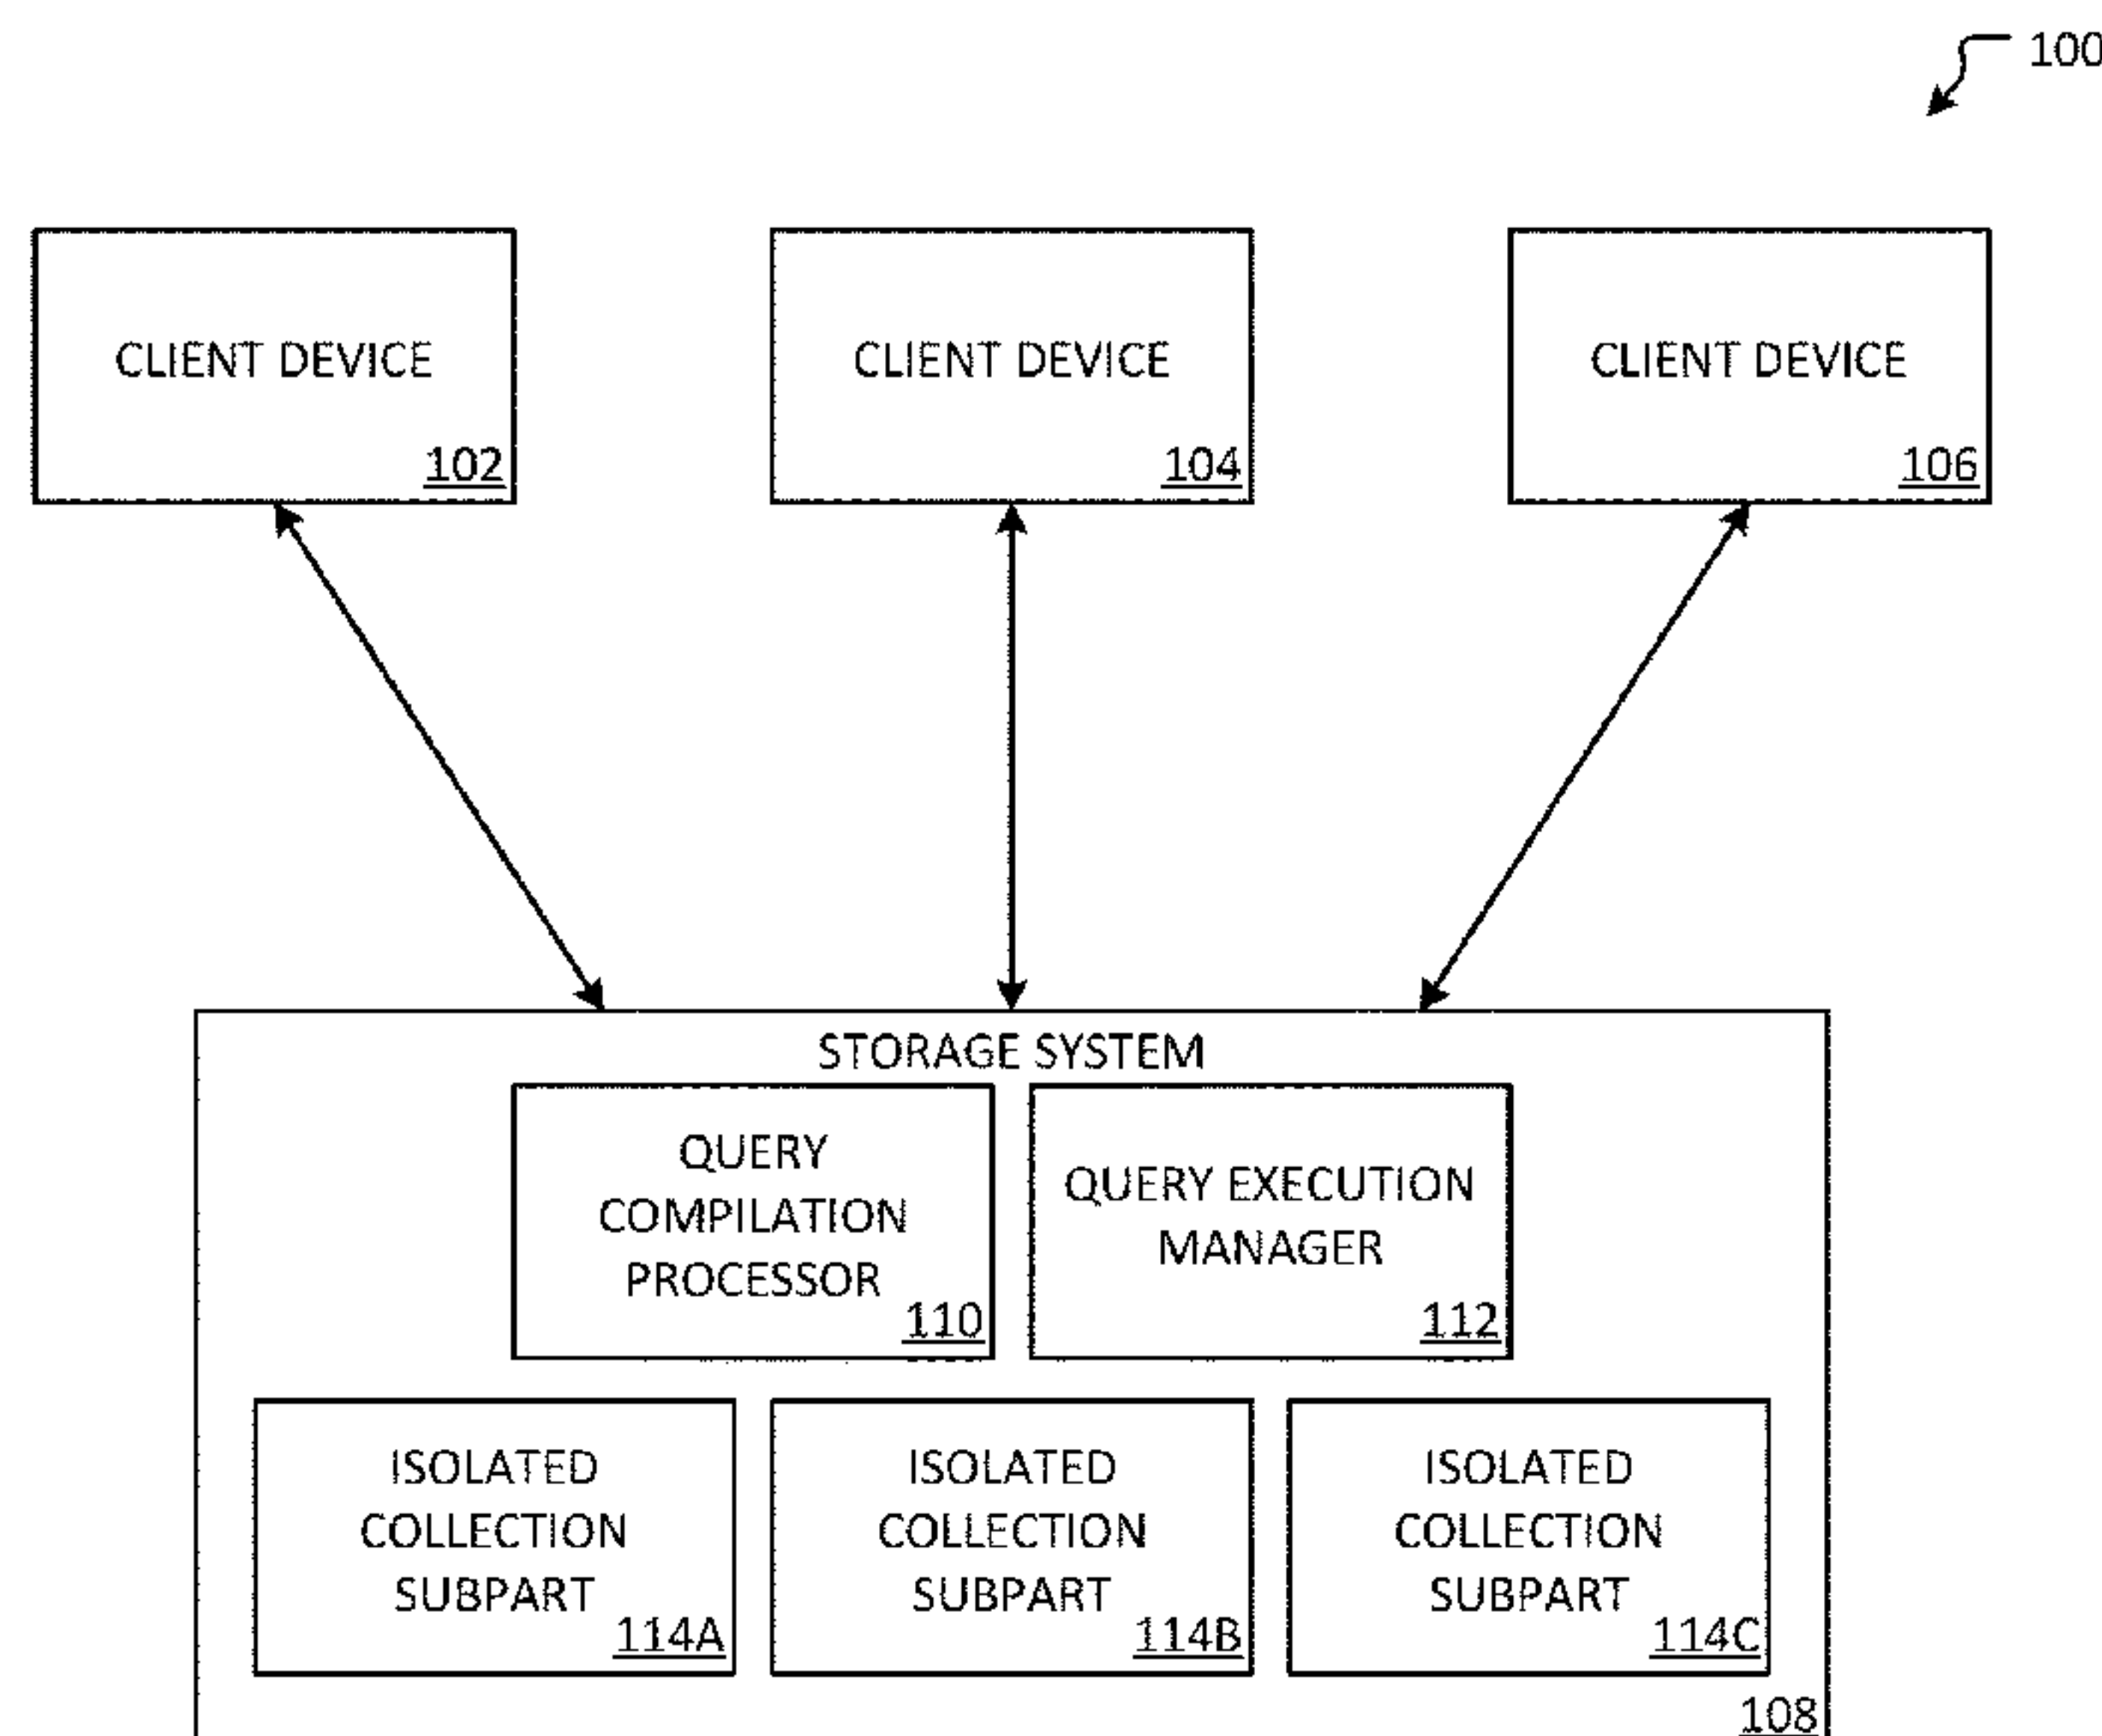 100
CLIENT DEVICE
102
CLIENT DEVICE
104
CLIENT DEVICE
106
STORAGE SYSTEM
QUERY
COMPILATION
PROCESSOR
110
QUERY EXECUTION
MANAGER
112
ISOLATED
COLLECTION
SUBPART
114A
ISOLATED
COLLECTION
SUBPART
114B
ISOLATED
COLLECTION
SUBPART
114C
108